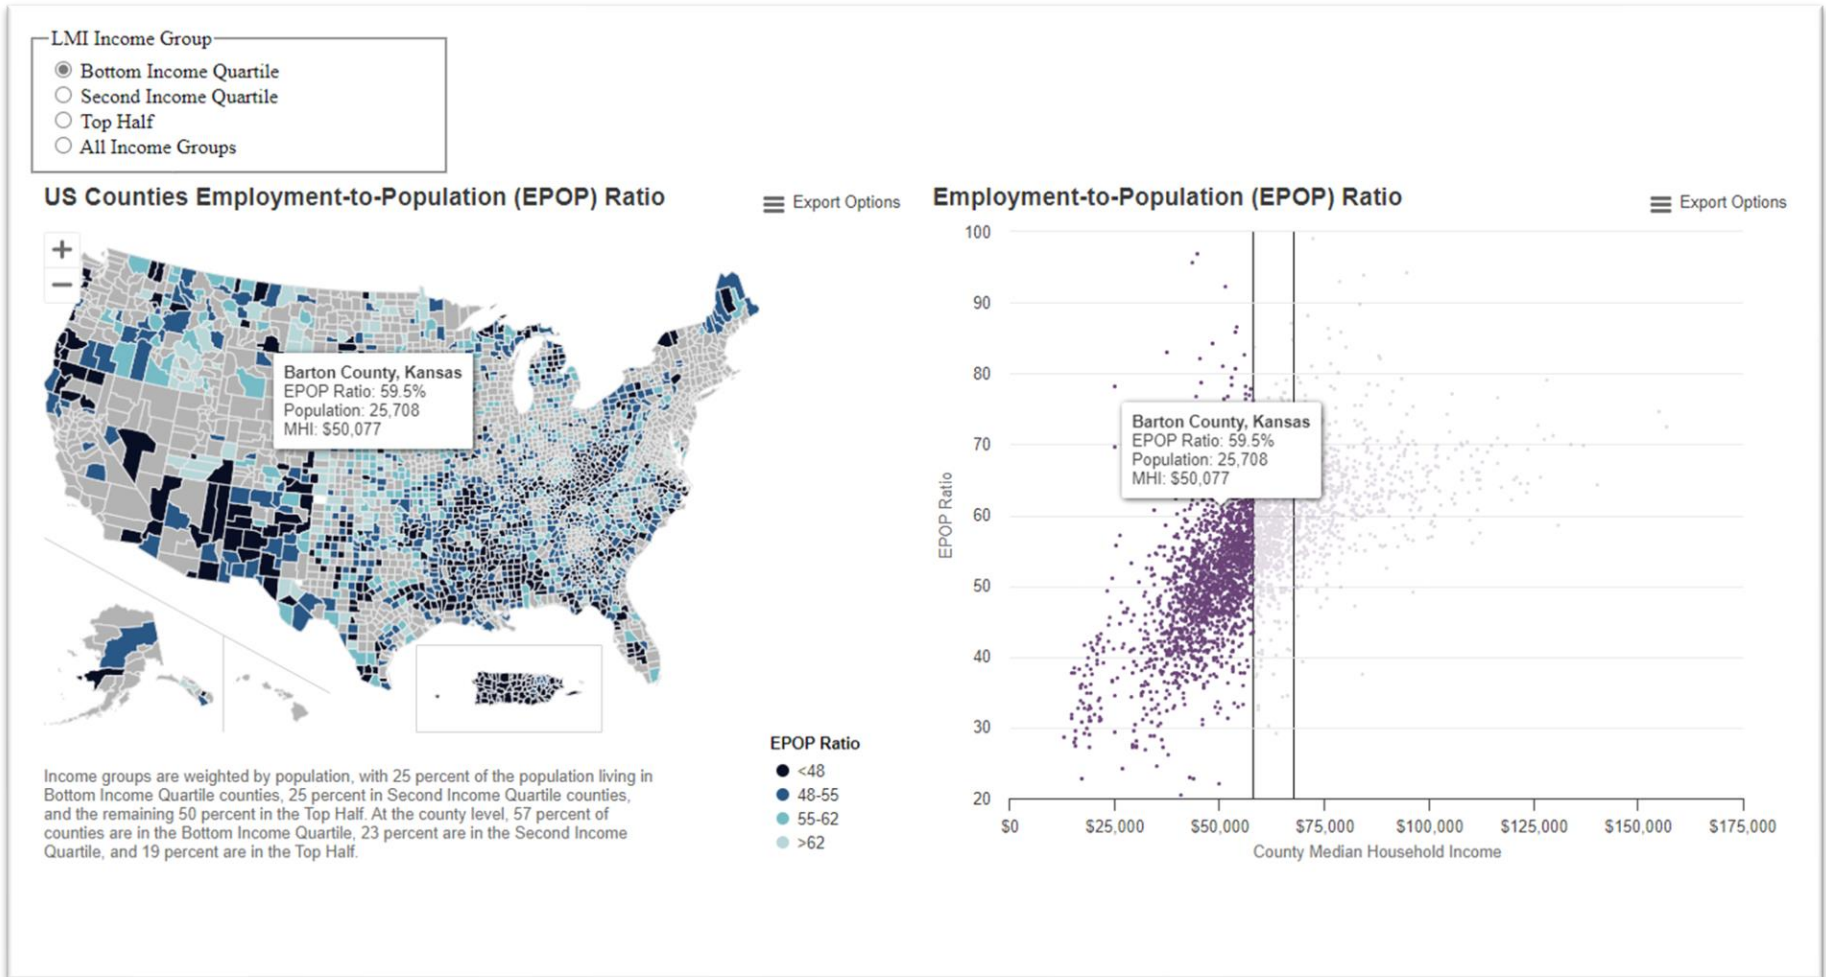 LMI Income Group
Bottom Income Quartile
Second Income Quartile
Top Half
All Income Groups
US Counties Employment-to-Population (EPOP) Ratio
Export Options
+
−
Barton County, Kansas
EPOP Ratio: 59.5%
Population: 25,708
MHI: $50,077
EPOP Ratio
<48
48-55
55-62
>62
Income groups are weighted by population, with 25 percent of the population living in
Bottom Income Quartile counties, 25 percent in Second Income Quartile counties,
and the remaining 50 percent in the Top Half. At the county level, 57 percent of
counties are in the Bottom Income Quartile, 23 percent are in the Second Income
Quartile, and 19 percent are in the Top Half.
Employment-to-Population (EPOP) Ratio
Export Options
EPOP Ratio
100
90
80
70
60
50
40
30
20
Barton County, Kansas
EPOP Ratio: 59.5%
Population: 25,708
MHI: $50,077
$0 $25,000 $50,000 $75,000 $100,000 $125,000 $150,000 $175,000
County Median Household Income